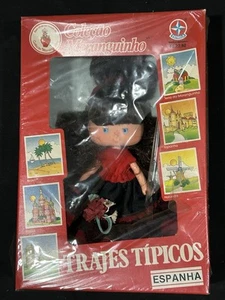 Coleção
Moranguinho
TRAJES TÍPICOS
ESPANHA